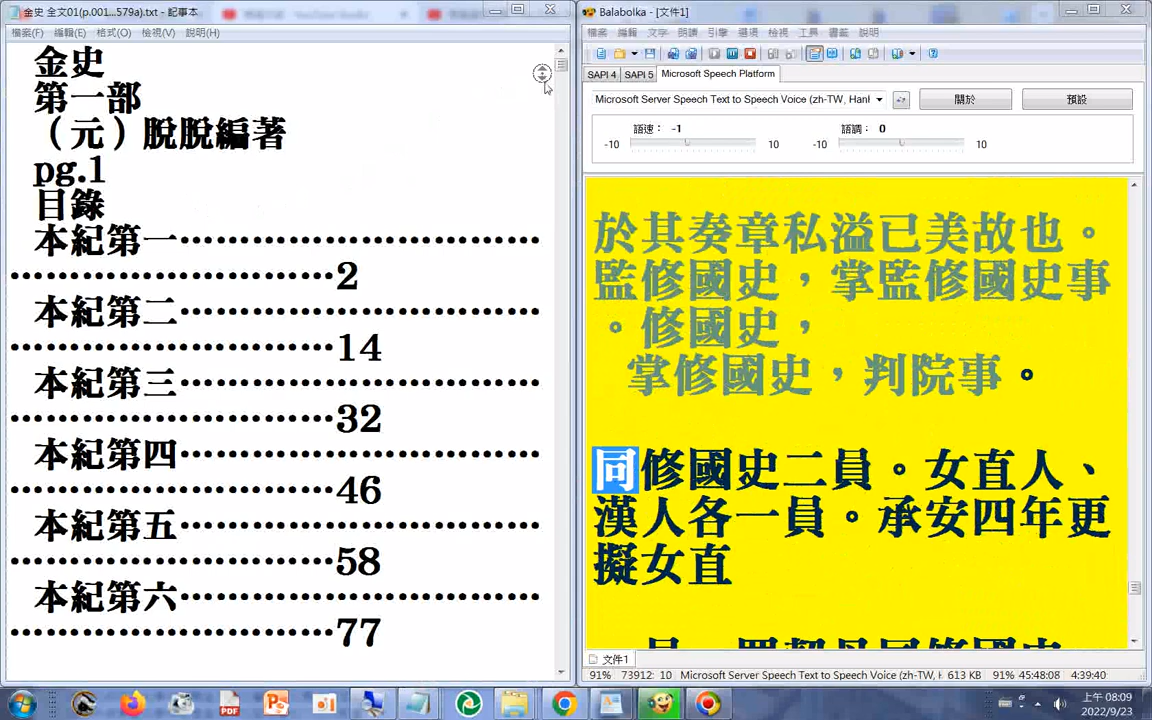 金史 全文01(p.001...579a).txt - 記事本
檔案(F) 編輯(E) 格式(O) 檢視(V) 說明(H)
金史
第一部
（元）脫脫編著
pg.1
目錄
本紀第一••••••••••••••••••••••••••••••
•••••••••••••••••••••••••••2
本紀第二••••••••••••••••••••••••••••••
•••••••••••••••••••••••••••14
本紀第三••••••••••••••••••••••••••••••
•••••••••••••••••••••••••••32
本紀第四••••••••••••••••••••••••••••••
•••••••••••••••••••••••••••46
本紀第五••••••••••••••••••••••••••••••
•••••••••••••••••••••••••••58
本紀第六••••••••••••••••••••••••••••••
•••••••••••••••••••••••••••77
Balabolka - [文件1]
檔案 編輯 文字 朗讀 引擎 選項 檢視 工具 書籤 說明
SAPI 4 SAPI 5 Microsoft Speech Platform
Microsoft Server Speech Text to Speech Voice (zh-TW, HanH
關於 預設
語速： -1 語調： 0
-10 10 -10 10
於其奏章私溢已美故也。
監修國史，掌監修國史事
。修國史，
掌修國史，判院事。
同修國史二員。女直人、
漢人各一員。承安四年更
擬女直
一員，罷契丹同修國史
文件1
91% 73912: 10 Microsoft Server Speech Text to Speech Voice (zh-TW, H 613 KB 91% 45:48:08 4:39:40
上午 08:09
2022/9/23